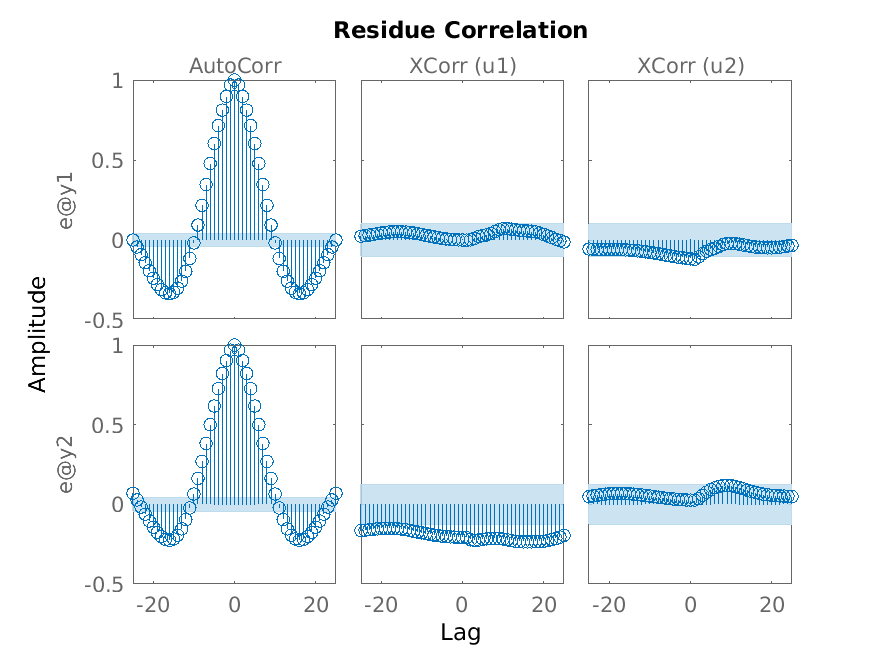 Residue Correlation
AutoCorr
XCorr (u1)
XCorr (u2)
e@y1
1
0.5
0
-0.5
e@y2
1
0.5
0
-0.5
Amplitude
-20 0 20
-20 0 20
-20 0 20
Lag